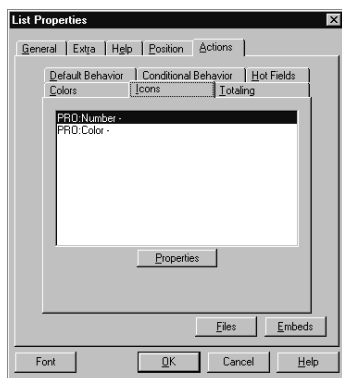 List Properties
General Extra Help Position Actions
Default Behavior Conditional Behavior Hot Fields
Colors Icons Totaling
PRO:Number -
PRO:Color -
Properties
Files Embeds
Font OK Cancel Help